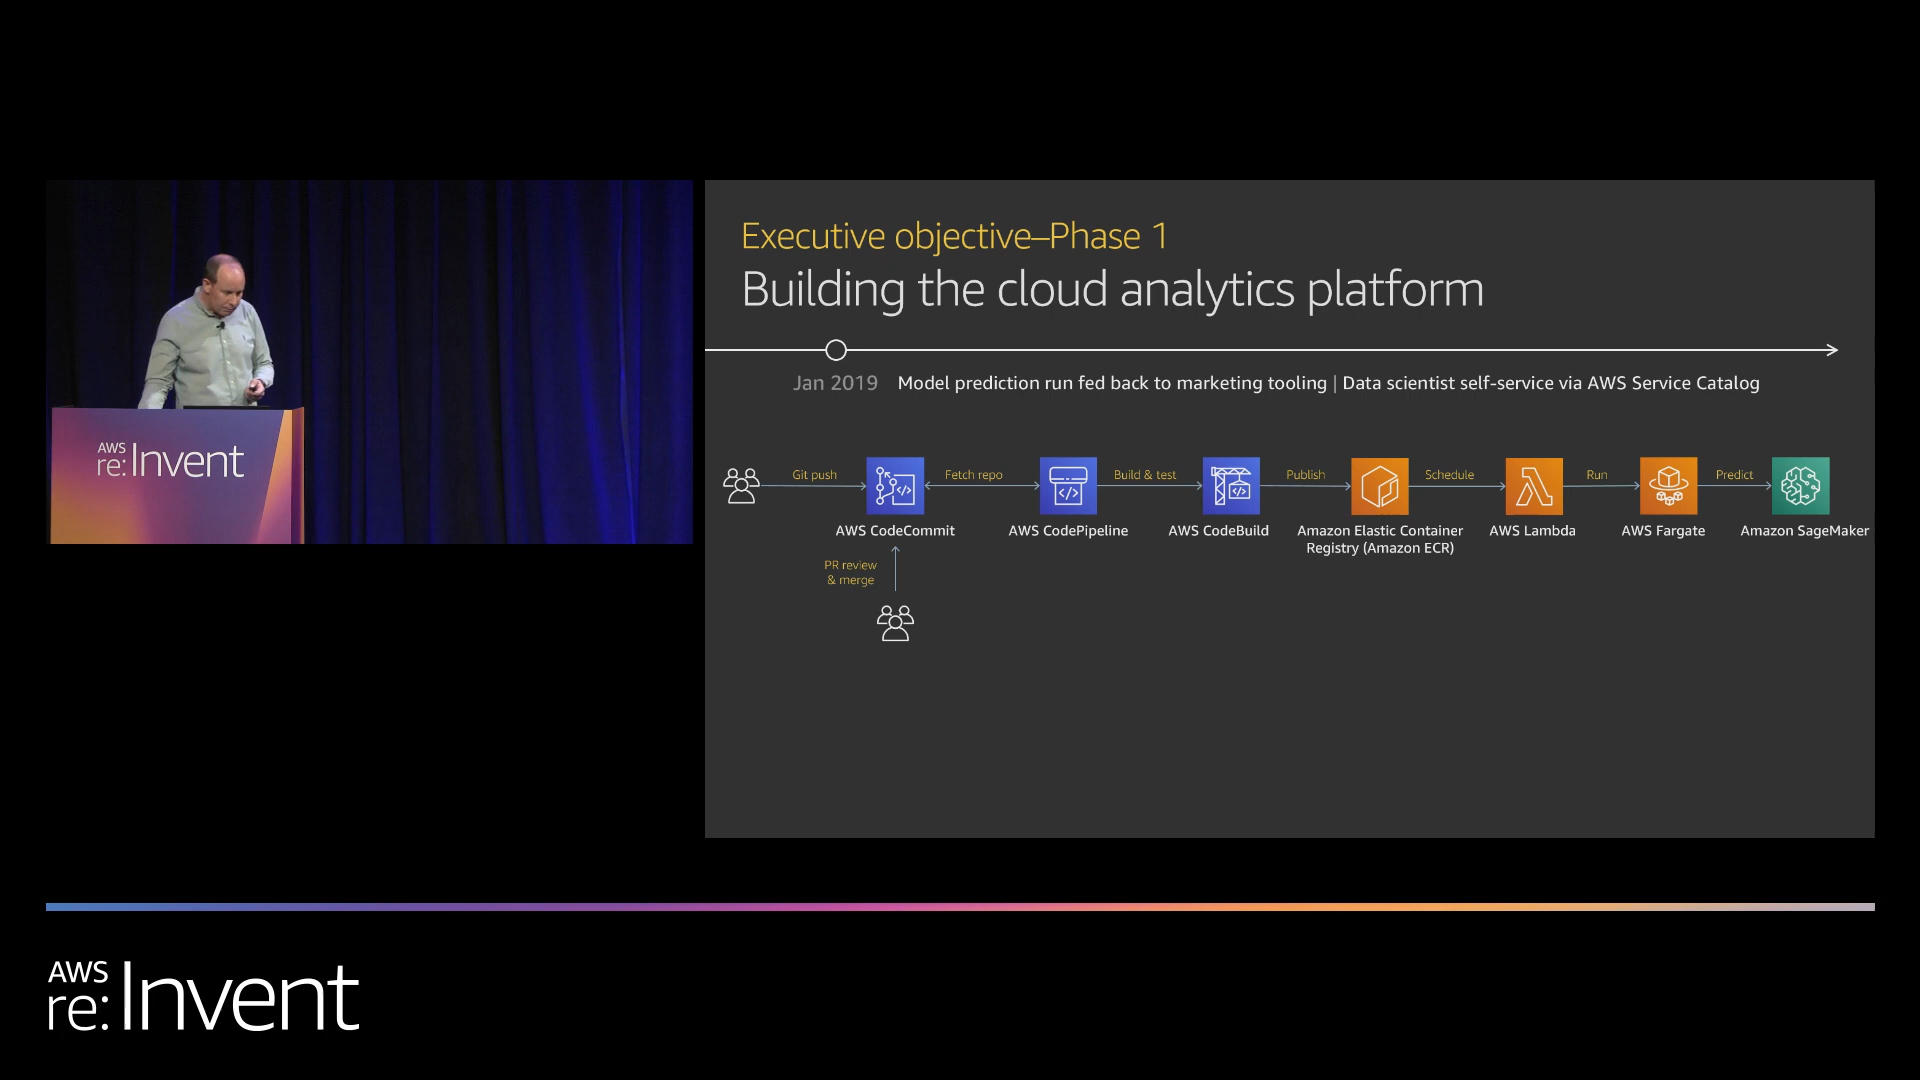 AWS
re:Invent
Executive objective–Phase 1
Building the cloud analytics platform
Jan 2019 Model prediction run fed back to marketing tooling | Data scientist self-service via AWS Service Catalog
Git push Fetch repo Build & test Publish Schedule Run Predict
AWS CodeCommit AWS CodePipeline AWS CodeBuild Amazon Elastic Container AWS Lambda AWS Fargate Amazon SageMaker
Registry (Amazon ECR)
PR review
& merge
AWS
re:Invent